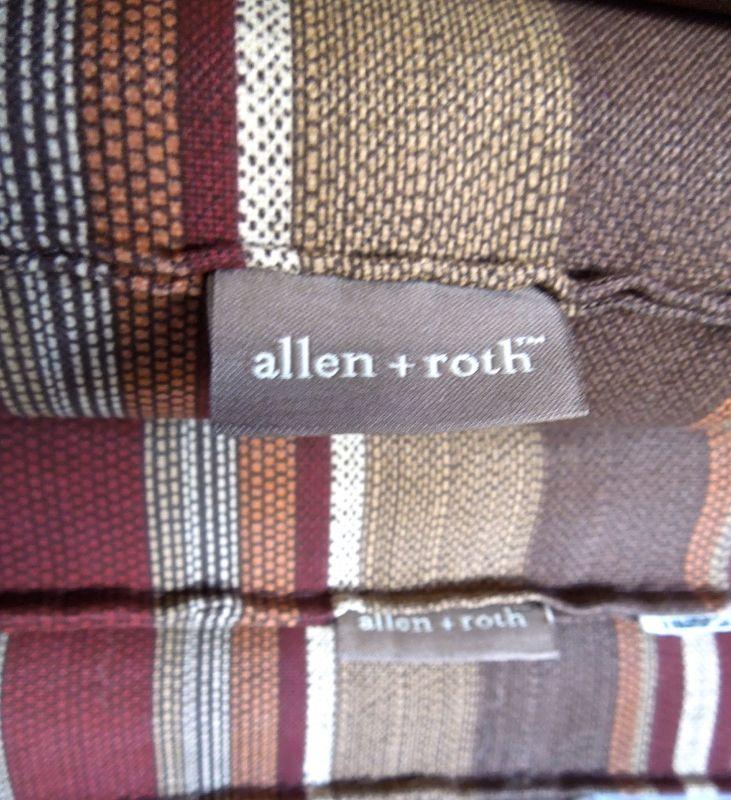 allen + roth™
allen + roth